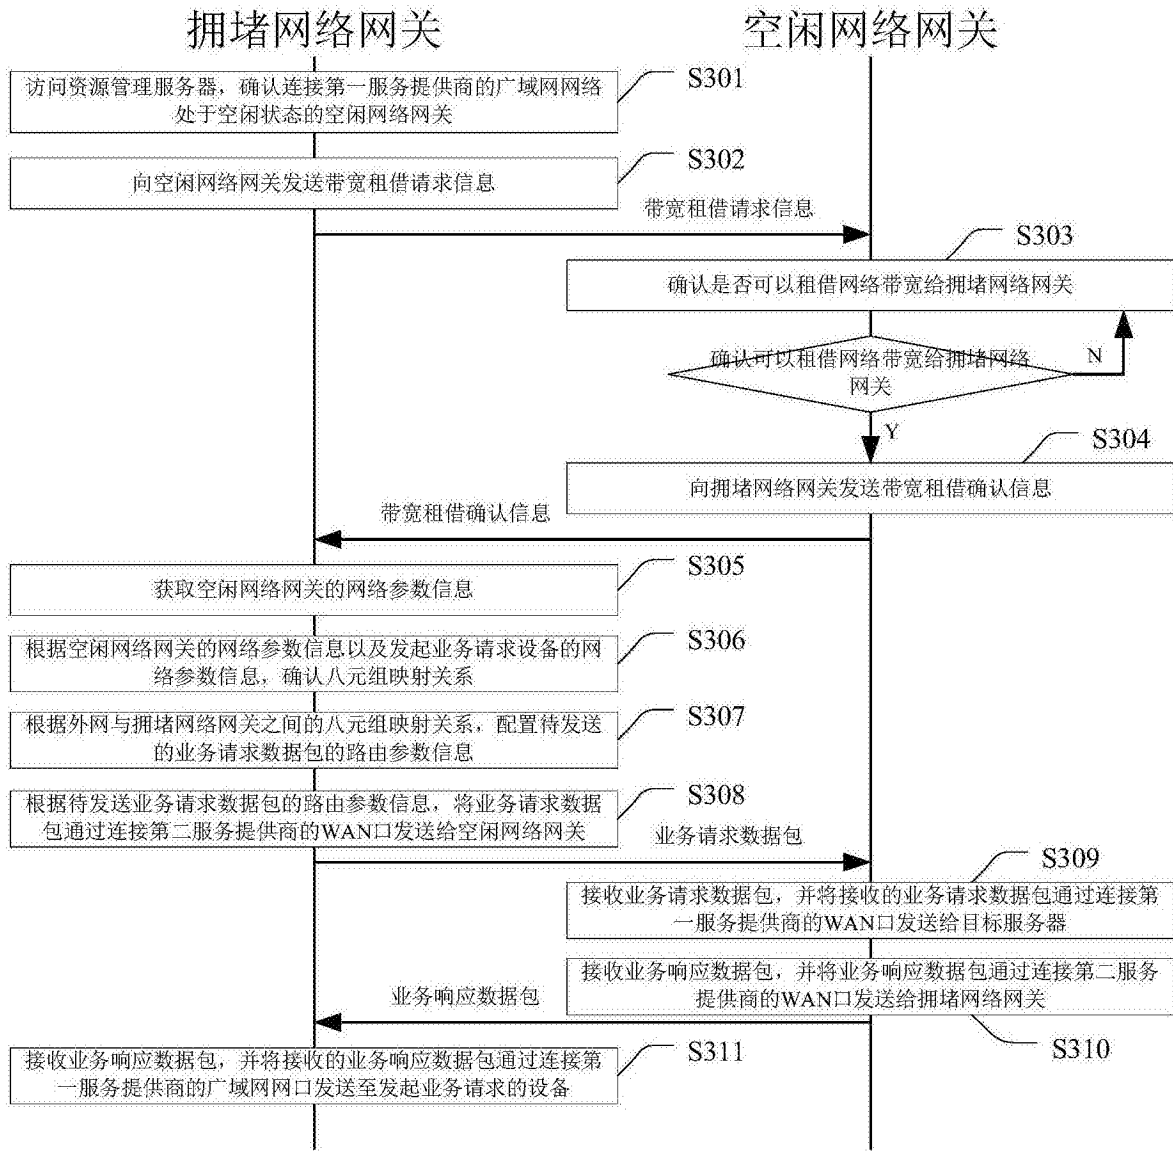 拥堵网络网关
空闲网络网关
访问资源管理服务器，确认连接第一服务提供商的广域网网络
处于空闲状态的空闲网络网关
S301
向空闲网络网关发送带宽租借请求信息
S302
带宽租借请求信息
S303
确认是否可以租借网络带宽给拥堵网络网关
确认可以租借网络带宽给拥堵网络
网关
N
Y
S304
向拥堵网络网关发送带宽租借确认信息
带宽租借确认信息
S305
获取空闲网络网关的网络参数信息
S306
根据空闲网络网关的网络参数信息以及发起业务请求设备的网
络参数信息，确认八元组映射关系
S307
根据外网与拥堵网络网关之间的八元组映射关系，配置待发送
的业务请求数据包的路由参数信息
S308
根据待发送业务请求数据包的路由参数信息，将业务请求数据
包通过连接第二服务提供商的WAN口发送给空闲网络网关
业务请求数据包
S309
接收业务请求数据包，并将接收的业务请求数据包通过连接第
一服务提供商的WAN口发送给目标服务器
接收业务响应数据包，并将业务响应数据包通过连接第二服务
提供商的WAN口发送给拥堵网络网关
业务响应数据包
S310
S311
接收业务响应数据包，并将接收的业务响应数据包通过连接第
一服务提供商的广域网网口发送至发起业务请求的设备